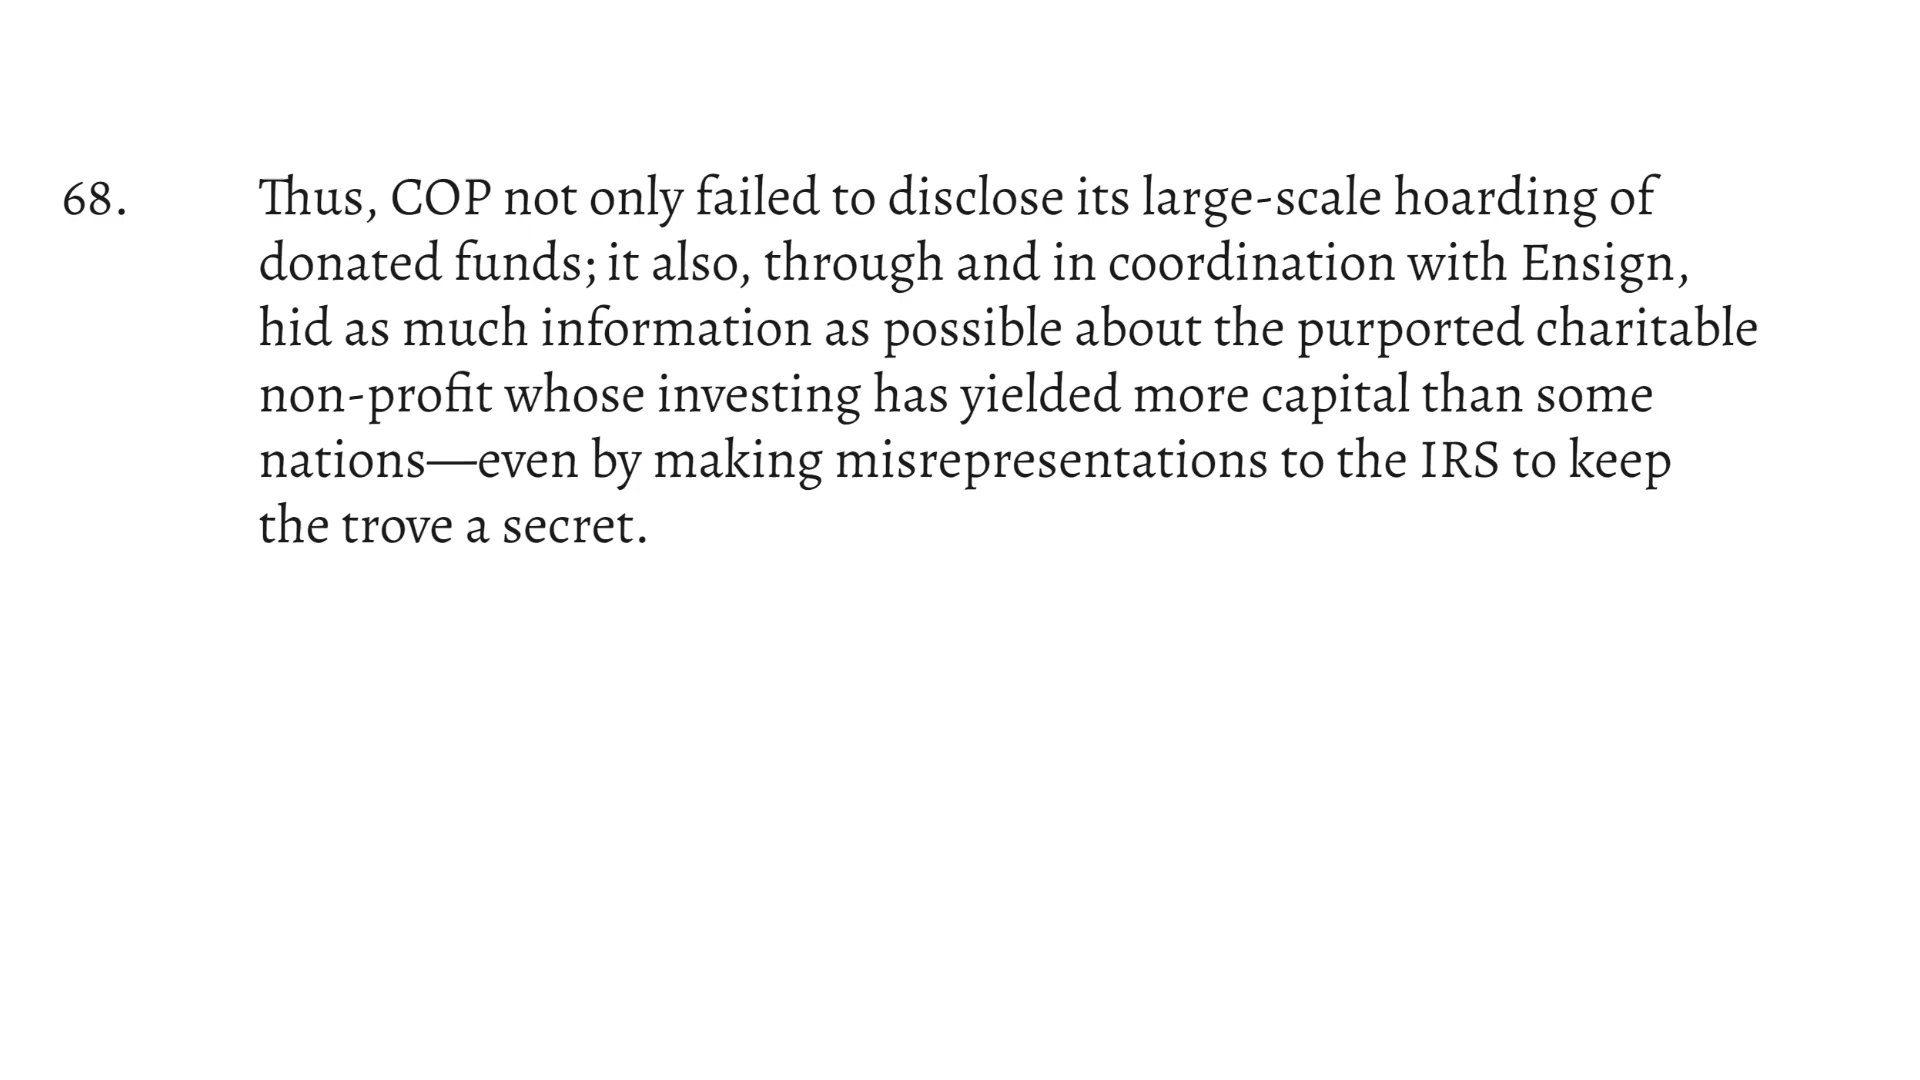 68. Thus, COP not only failed to disclose its large-scale hoarding of
donated funds; it also, through and in coordination with Ensign,
hid as much information as possible about the purported charitable
non-profit whose investing has yielded more capital than some
nations—even by making misrepresentations to the IRS to keep
the trove a secret.